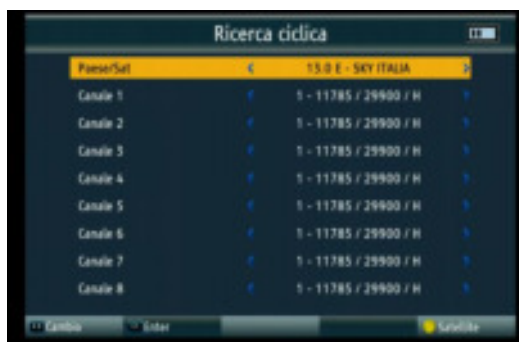 Ricerca ciclica
Paese/Sat 13.0 E - SKY ITALIA
Canale 1 1 - 11785 / 29900 / H
Canale 2 1 - 11785 / 29900 / H
Canale 3 1 - 11785 / 29900 / H
Canale 4 1 - 11785 / 29900 / H
Canale 5 1 - 11785 / 29900 / H
Canale 6 1 - 11785 / 29900 / H
Canale 7 1 - 11785 / 29900 / H
Canale 8 1 - 11785 / 29900 / H
Cambio Enter Satellite